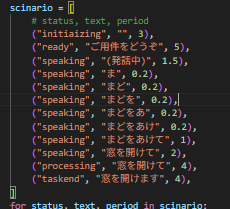 scinario = [
# status, text, period
("initiaizing", "", 3),
("ready", "ご用件をどうぞ", 5),
("speaking", "(発話中)", 1.5),
("speaking", "ま", 0.2),
("speaking", "まど", 0.2),
("speaking", "まどを", 0.2),
("speaking", "まどをあ", 0.2),
("speaking", "まどをあけ", 0.2),
("speaking", "まどをあけて", 1),
("speaking", "窓を開けて", 2),
("processing", "窓を開けて", 4),
("taskend", "窓を開けます", 4),
]
for status, text, period in scinario: